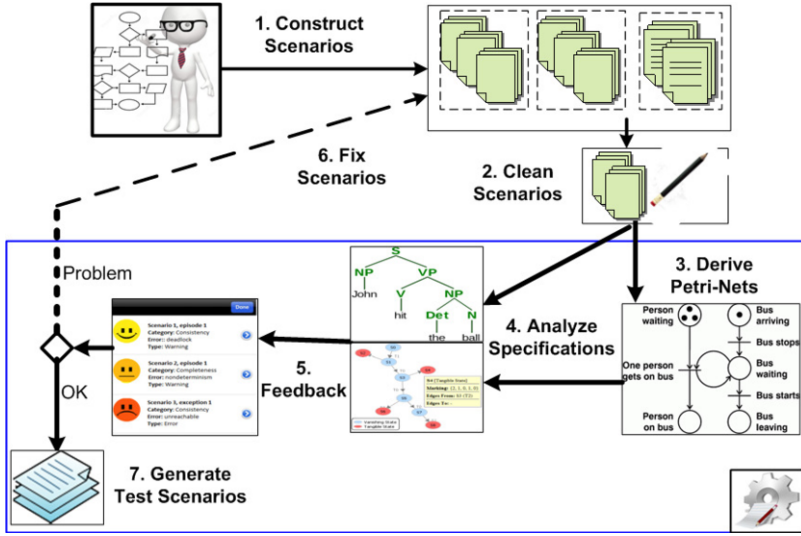 1. Construct
Scenarios
6. Fix
Scenarios
2. Clean
Scenarios
Problem
S
NP
VP
John
V
NP
hit
Det
N
the
ball
3. Derive
Petri-Nets
4. Analyze
Specifications
Person
waiting
Bus
arriving
Bus stops
One person
gets on bus
Bus
waiting
Bus starts
Person
on bus
Bus
leaving
Done
Scenario 1, episode 1
Category: Consistency
Error: deadlock
Type: Warning
Scenario 2, episode 1
Category: Completeness
Error: nondeterminism
Type: Warning
Scenario 1, exception 1
Category: Consistency
Error: unreachable
Type: Error
5.
Feedback
OK
7. Generate
Test Scenarios